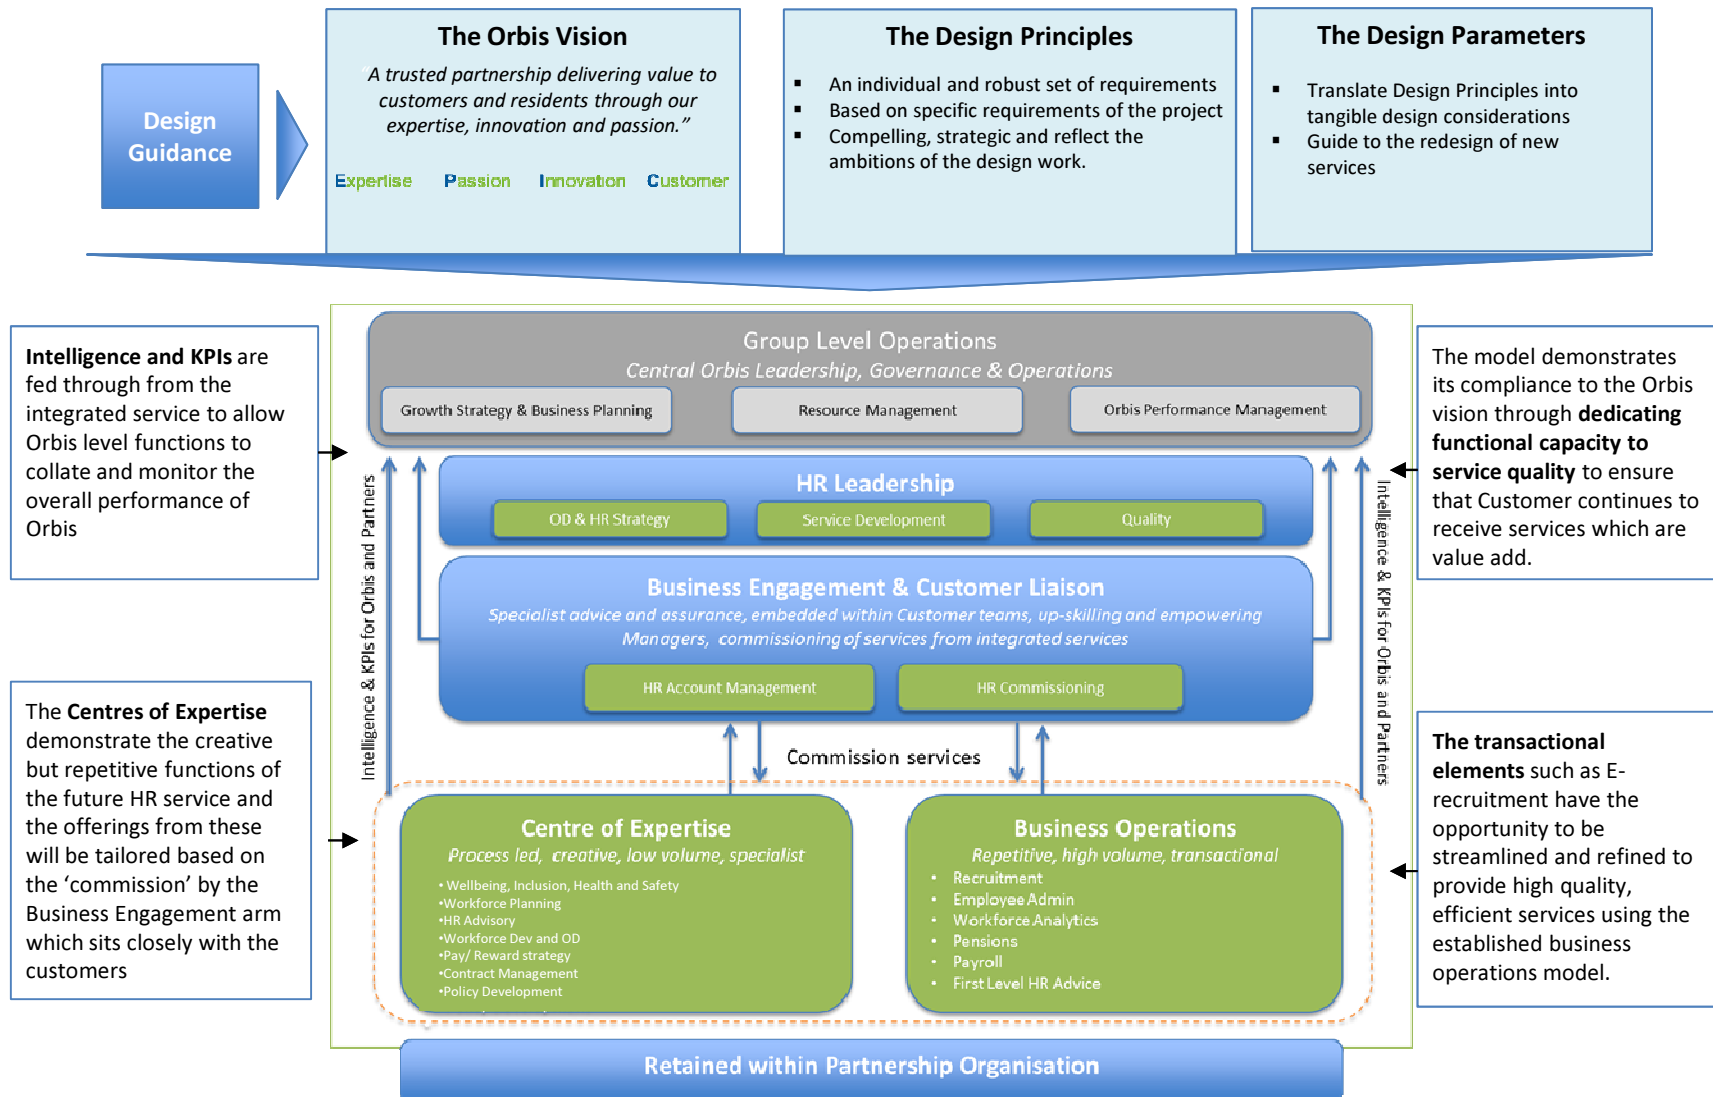 Design
Guidance
The Orbis Vision
"A trusted partnership delivering value to
customers and residents through our
expertise, innovation and passion.”
Expertise Passion Innovation Customer
The Design Principles
▪ An individual and robust set of requirements
▪ Based on specific requirements of the project
▪ Compelling, strategic and reflect the
ambitions of the design work.
The Design Parameters
▪ Translate Design Principles into
tangible design considerations
▪ Guide to the redesign of new
services
Intelligence and KPIs are
fed through from the
integrated service to allow
Orbis level functions to
collate and monitor the
overall performance of
Orbis
The Centres of Expertise
demonstrate the creative
but repetitive functions of
the future HR service and
the offerings from these
will be tailored based on
the ‘commission’ by the
Business Engagement arm
which sits closely with the
customers
Group Level Operations
Central Orbis Leadership, Governance & Operations
Growth Strategy & Business Planning
Resource Management
Orbis Performance Management
HR Leadership
OD & HR Strategy
Service Development
Quality
Business Engagement & Customer Liaison
Specialist advice and assurance, embedded within Customer teams, up-skilling and empowering
Managers, commissioning of services from integrated services
HR Account Management
HR Commissioning
Intelligence & KPIs for Orbis and Partners
Intelligence & KPIs for Orbis and Partners
Commission services
Centre of Expertise
Process led, creative, low volume, specialist
•Wellbeing, Inclusion, Health and Safety
•Workforce Planning
•HR Advisory
•Workforce Dev and OD
•Pay/ Reward strategy
•Contract Management
•Policy Development
Business Operations
Repetitive, high volume, transactional
• Recruitment
• Employee Admin
• Workforce Analytics
• Pensions
• Payroll
• First Level HR Advice
Retained within Partnership Organisation
The model demonstrates
its compliance to the Orbis
vision through dedicating
functional capacity to
service quality to ensure
that Customer continues to
receive services which are
value add.
The transactional
elements such as E-
recruitment have the
opportunity to be
streamlined and refined to
provide high quality,
efficient services using the
established business
operations model.